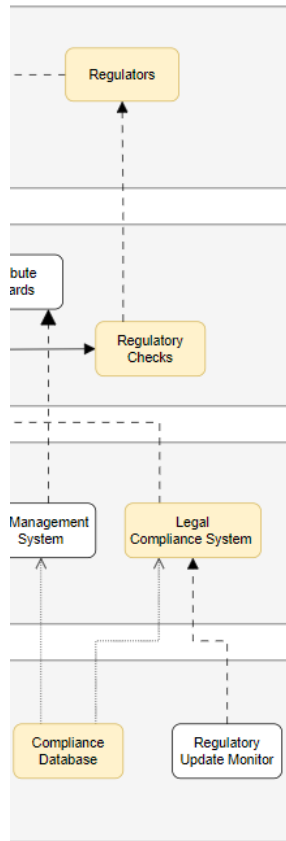 Regulators
bute
ards
Regulatory
Checks
Management
System
Legal
Compliance System
Compliance
Database
Regulatory
Update Monitor